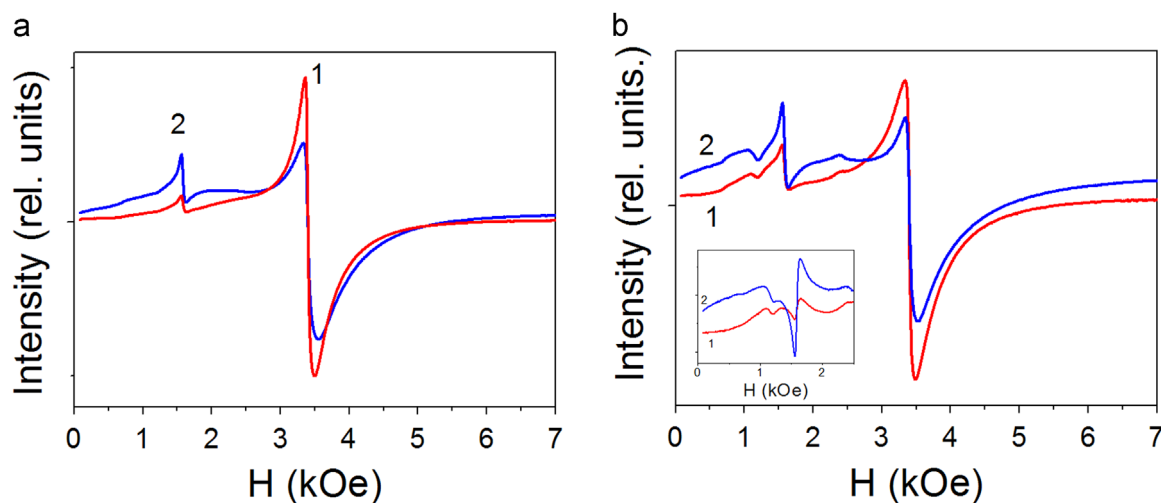 a
Intensity (rel. units)
2
1
0 1 2 3 4 5 6 7
H (kOe)
b
Intensity (rel. units.)
2
1
2
1
0 1 2
H (kOe)
0 1 2 3 4 5 6 7
H (kOe)